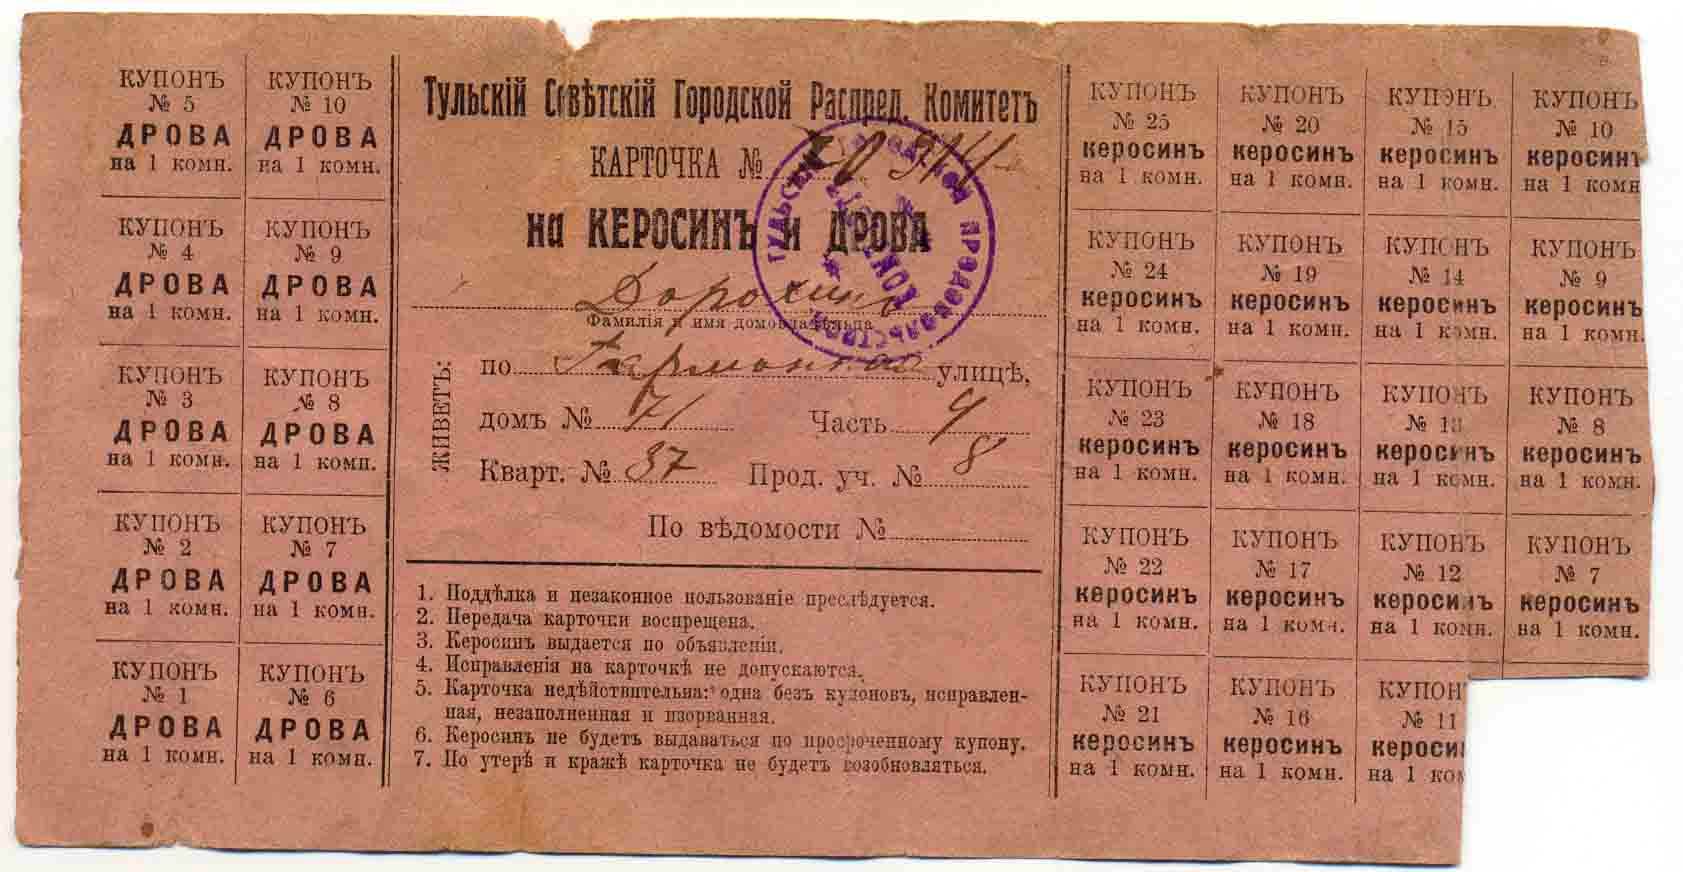 КУПОНЪ № 5 ДРОВА на 1 комн.
КУПОНЪ № 10 ДРОВА на 1 комн.
КУПОНЪ № 4 ДРОВА на 1 комн.
КУПОНЪ № 9 ДРОВА на 1 комн.
КУПОНЪ № 3 ДРОВА на 1 комн.
КУПОНЪ № 8 ДРОВА на 1 комн.
КУПОНЪ № 2 ДРОВА на 1 комн.
КУПОНЪ № 7 ДРОВА на 1 комн.
КУПОНЪ № 1 ДРОВА на 1 комн.
КУПОНЪ № 6 ДРОВА на 1 комн.
Тульскій Совѣтскій Городской Распред. Комитетъ
КАРТОЧКА №
на КЕРОСИНЪ и ДРОВА
ТУЛЬСКІЙ ГОРОДСКОЙ ПРОДОВОЛЬСТВЕН.
КОМИТЕТЪ
Дорохинъ
Фамилія и имя домовладѣльца
ЖИВЕТЪ:
по улицѣ,
домъ № 71 Часть
Кварт. № 37 Прод. уч. № 8
По вѣдомости №
1. Поддѣлка и незаконное пользованіе преслѣдуется.
2. Передача карточки воспрещена.
3. Керосинъ выдается по объявленіи.
4. Исправленія на карточкѣ не допускаются.
5. Карточка недѣйствительна: одна безъ купоновъ, исправлен-
ная, незаполненная и изорванная.
6. Керосинъ не будетъ выдаваться по просроченному купону.
7. По утерѣ и кражѣ карточка не будетъ возобновляться.
КУПОНЪ № 25 керосинъ на 1 комн.
КУПОНЪ № 20 керосинъ на 1 комн.
КУПОНЪ № 15 керосинъ на 1 комн.
КУПОНЪ № 10 керосинъ на 1 комн
КУПОНЪ № 24 керосинъ на 1 комн.
КУПОНЪ № 19 керосинъ на 1 комн.
КУПОНЪ № 14 керосинъ на 1 комн.
КУПОНЪ № 9 керосинъ на 1 комн.
КУПОНЪ № 23 керосинъ на 1 комн.
КУПОНЪ № 18 керосинъ на 1 комн.
КУПОНЪ № 13 керосинъ на 1 комн.
КУПОНЪ № 8 керосинъ на 1 комн.
КУПОНЪ № 22 керосинъ на 1 комн.
КУПОНЪ № 17 керосинъ на 1 комн.
КУПОНЪ № 12 керосинъ на 1 комн.
КУПОНЪ № 7 керосинъ на 1 комн.
КУПОНЪ № 21 керосинъ на 1 комн.
КУПОНЪ № 16 керосинъ на 1 комн.
КУПОН № 11 кероси на 1 ко